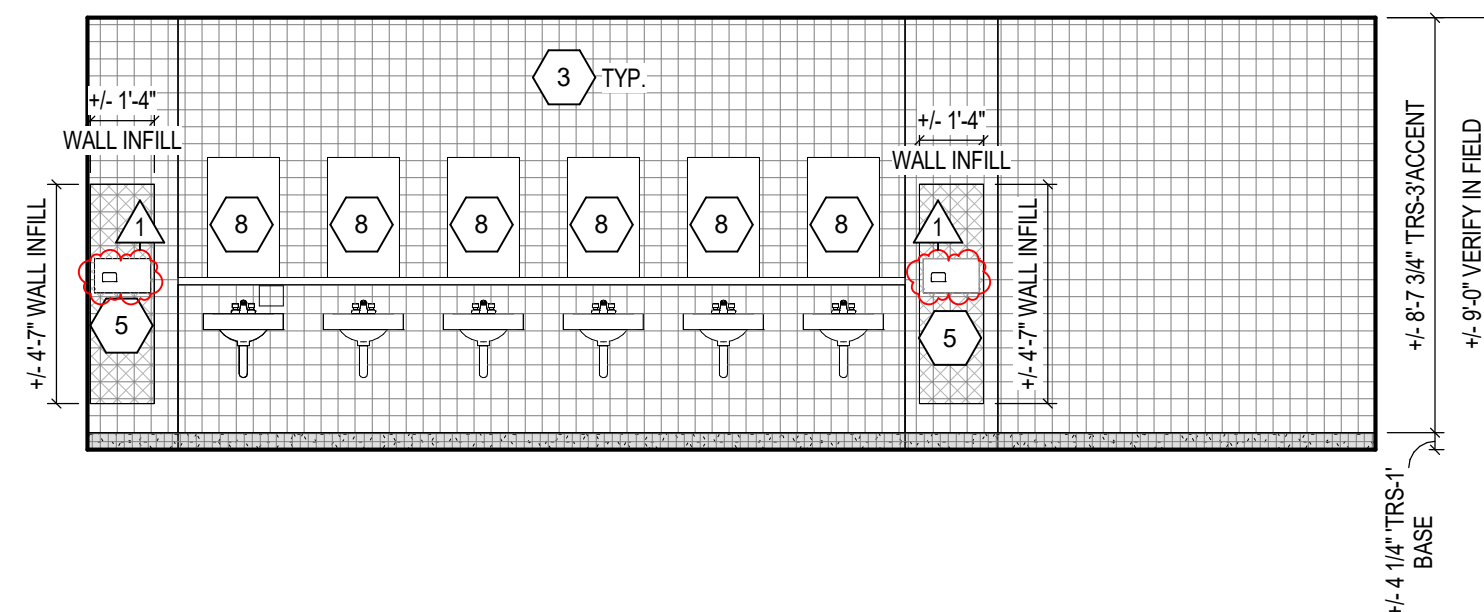 3 TYP.
+/- 1'-4"
WALL INFILL
+/- 1'-4"
WALL INFILL
+/- 4'-7" WALL INFILL
1
8
8
8
8
8
8
1
5
5
+/- 4'-7" WALL INFILL
+/- 8'-7 3/4" 'TRS-3'ACCENT
+/- 9'-0" VERIFY IN FIELD
+/- 4 1/4" 'TRS-1'
BASE